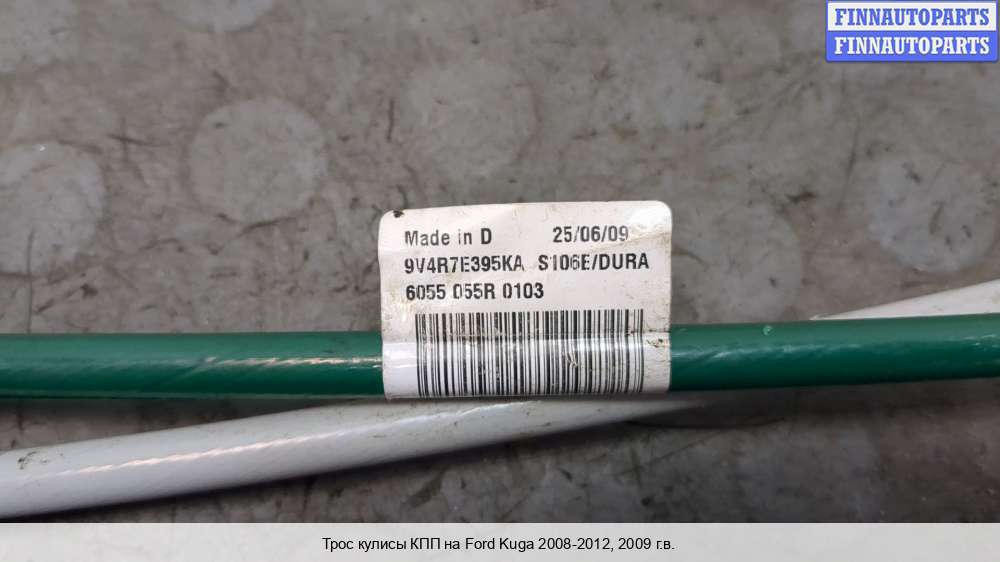 FINNAUTOPARTS
FINNAUTOPARTS
Made in D 25/06/09
9V4R7E395KA S106E/DURA
6055 055R 0103
Трос кулисы КПП на Ford Kuga 2008-2012, 2009 г.в.